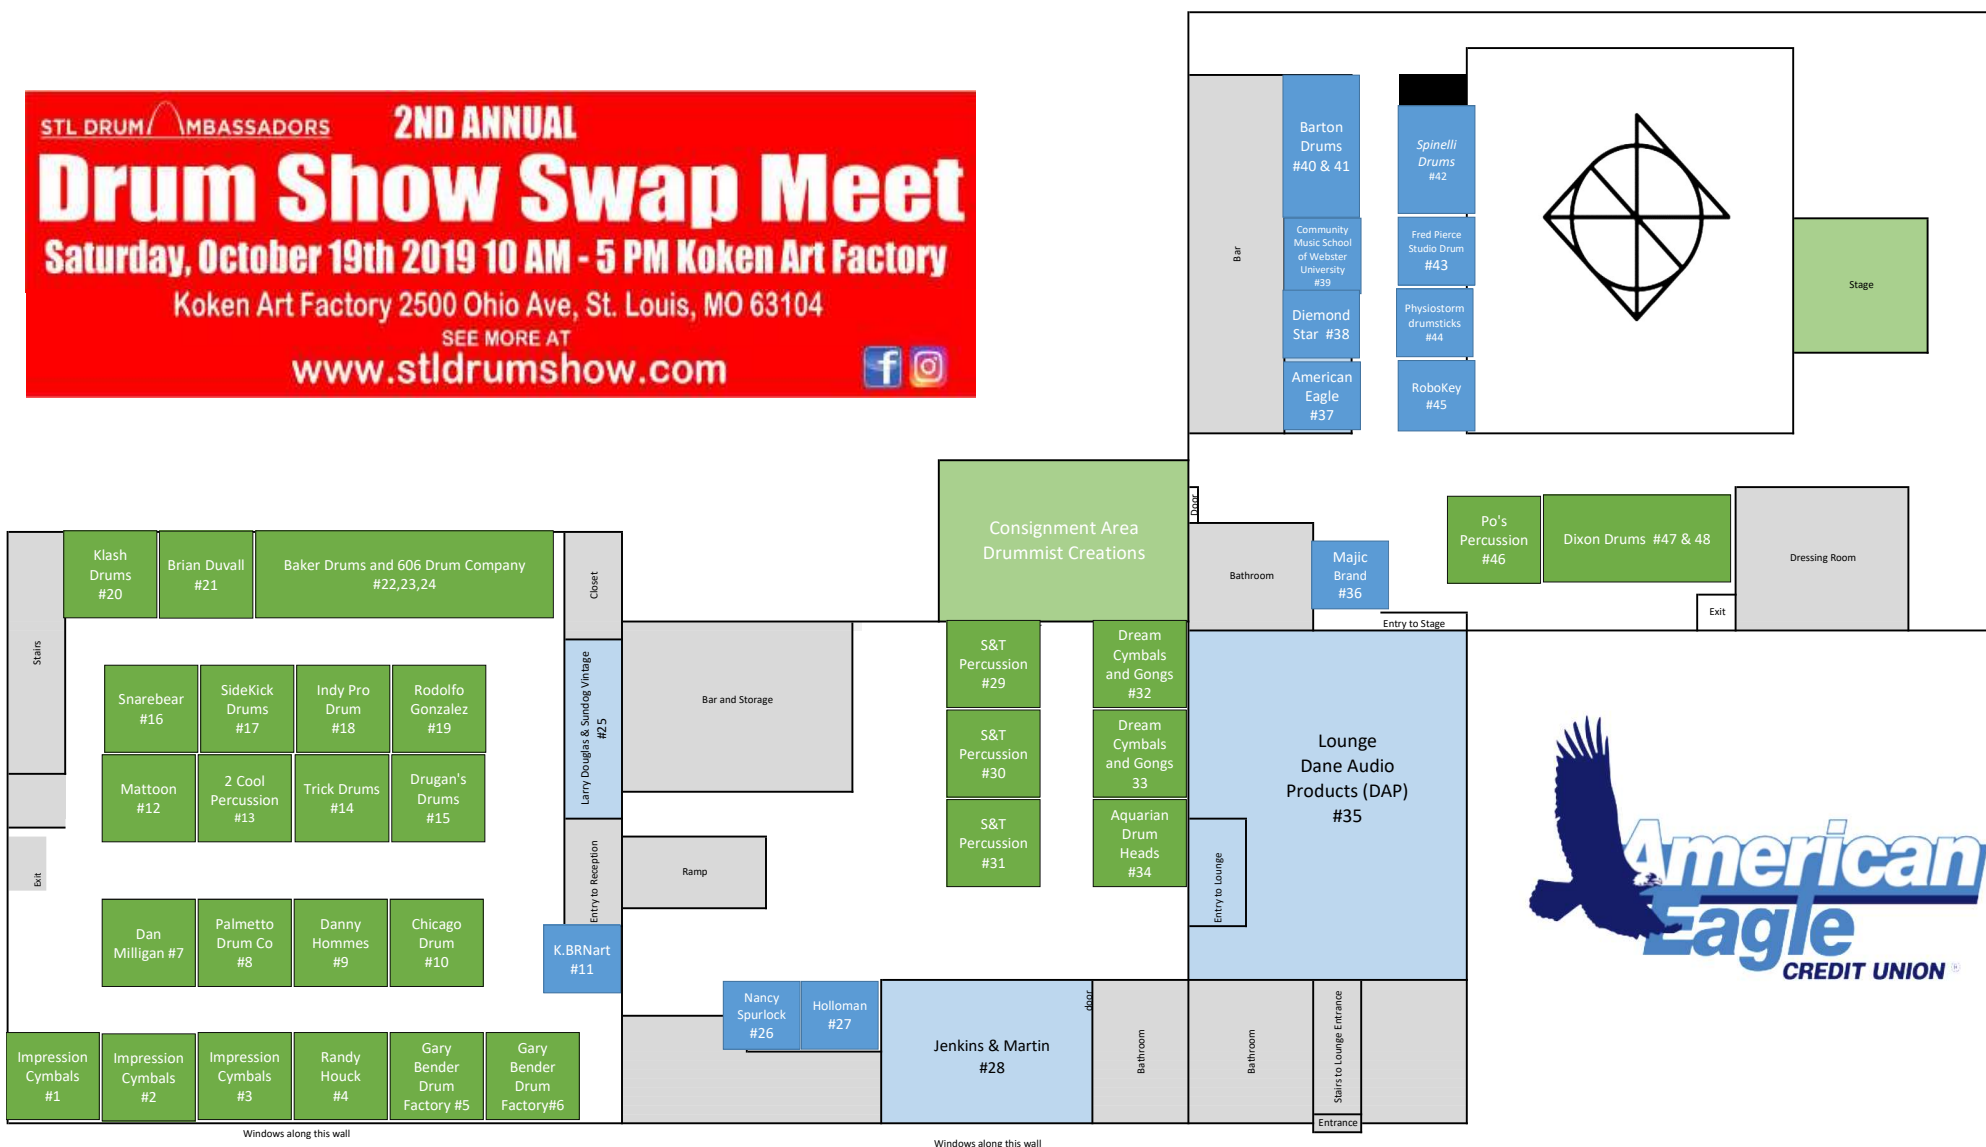 STL DRUM AMBASSADORS
2ND ANNUAL
Drum Show Swap Meet
Saturday, October 19th 2019 10 AM - 5 PM Koken Art Factory
Koken Art Factory 2500 Ohio Ave, St. Louis, MO 63104
SEE MORE AT
www.stldrumshow.com
Bar
Barton
Drums
#40 & 41
Community
Music School
of Webster
University
#39
Diemond
Star #38
American
Eagle
#37
Spinelli
Drums
#42
Fred Pierce
Studio Drum
#43
Physiostorm
drumsticks
#44
RoboKey
#45
Stage
Consignment Area
Drummist Creations
Door
Bathroom
Majic
Brand
#36
Entry to Stage
Po's
Percussion
#46
Dixon Drums #47 & 48
Exit
Dressing Room
Stairs
Klash
Drums
#20
Brian Duvall
#21
Baker Drums and 606 Drum Company
#22,23,24
Closet
Snarebear
#16
SideKick
Drums
#17
Indy Pro
Drum
#18
Rodolfo
Gonzalez
#19
Mattoon
#12
2 Cool
Percussion
#13
Trick Drums
#14
Drugan's
Drums
#15
Larry Douglas & Sundog Vintage
#25
Bar and Storage
Exit
Entry to Reception
Ramp
Dan
Milligan #7
Palmetto
Drum Co
#8
Danny
Hommes
#9
Chicago
Drum
#10
K.BRNart
#11
Impression
Cymbals
#1
Impression
Cymbals
#2
Impression
Cymbals
#3
Randy
Houck
#4
Gary
Bender
Drum
Factory #5
Gary
Bender
Drum
Factory#6
Windows along this wall
S&T
Percussion
#29
S&T
Percussion
#30
S&T
Percussion
#31
Dream
Cymbals
and Gongs
#32
Dream
Cymbals
and Gongs
33
Aquarian
Drum
Heads
#34
Lounge
Dane Audio
Products (DAP)
#35
Entry to Lounge
Nancy
Spurlock
#26
Holloman
#27
Jenkins & Martin
#28
door
Bathroom
Bathroom
Stairs to Lounge Entrance
Entrance
Windows along this wall
American
Eagle
CREDIT UNION